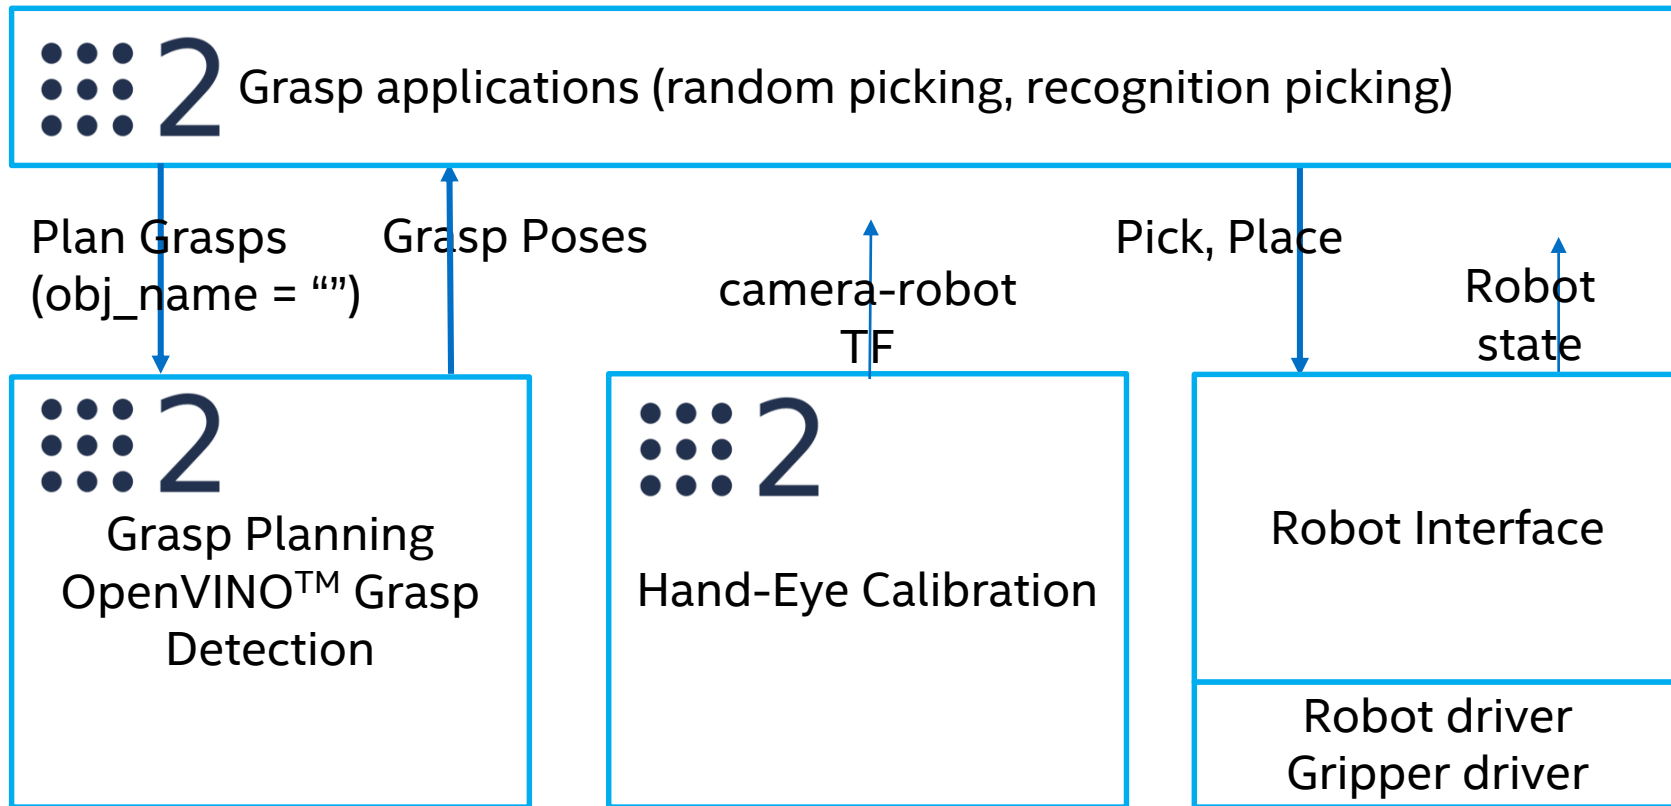 2 Grasp applications (random picking, recognition picking)
Plan Grasps
(obj_name = “”)
Grasp Poses
camera-robot
TF
Pick, Place
Robot
state
2
Grasp Planning
OpenVINO™ Grasp
Detection
2
Hand-Eye Calibration
Robot Interface
Robot driver
Gripper driver